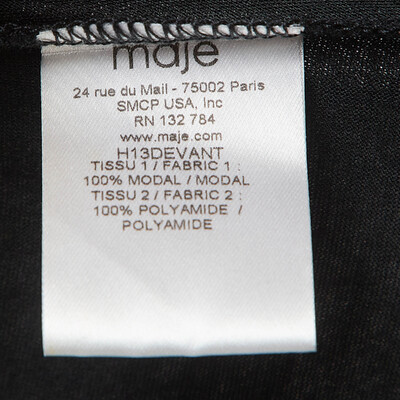 maje
24 rue du Mail - 75002 Paris
SMCP USA, Inc
RN 132 784
www.maje.com
H13DEVANT
TISSU 1 / FABRIC 1 :
100% MODAL / MODAL
TISSU 2 / FABRIC 2 :
100% POLYAMIDE /
POLYAMIDE